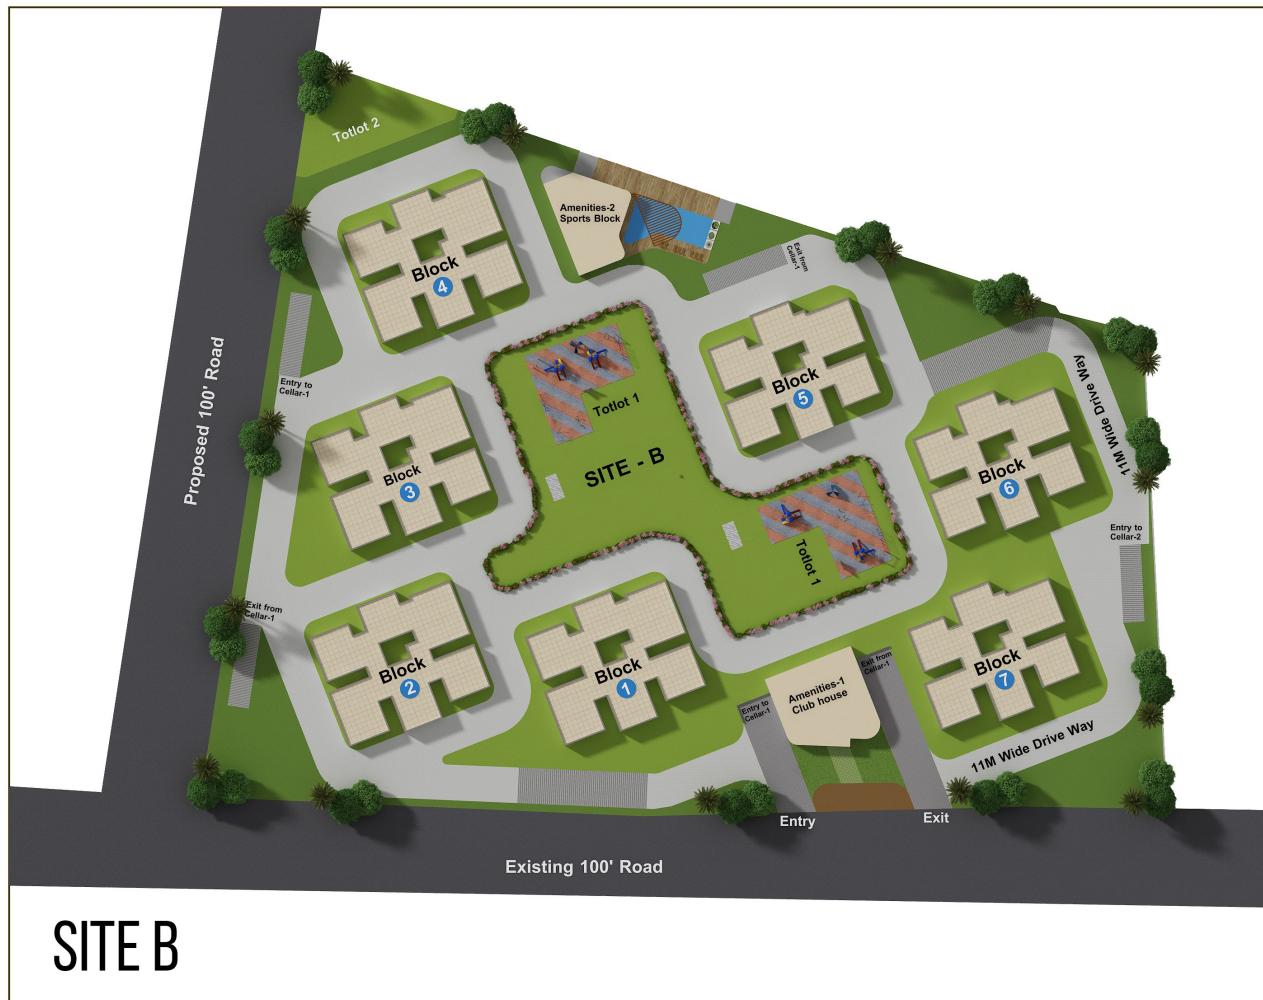 Totlot 2
Amenities-2
Sports Block
Exit from
Cellar-1
Block
4
Proposed 100' Road
Entry to
Cellar-1
Totlot 1
Block
5
11M Wide Drive Way
SITE - B
Block
3
Block
6
Entry to
Cellar-2
Totlot 1
Exit from
Cellar-1
Block
2
Block
1
Amenities-1
Club house
Exit from
Cellar-1
Entry to
Cellar-1
Block
7
11M Wide Drive Way
Entry
Exit
Existing 100' Road
SITE B